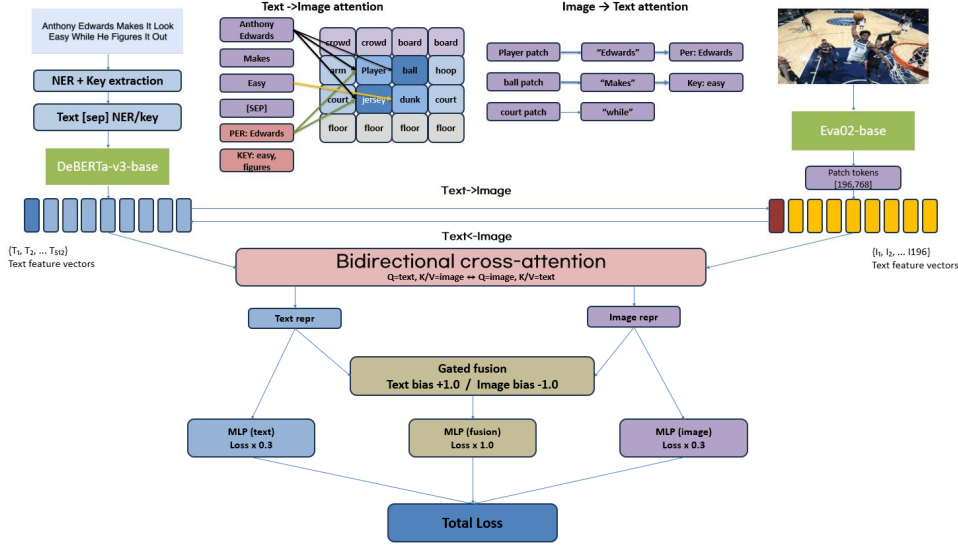 Anthony Edwards Makes It Look
Easy While He Figures It Out
NER + Key extraction
Text [sep] NER/key
DeBERTa-v3-base
{T₁, T₂, ... T₅₁₂}
Text feature vectors
Text ->Image attention
Anthony
Edwards
Makes
Easy
[SEP]
PER: Edwards
KEY: easy,
figures
crowd crowd board board
arm Player ball hoop
court jersey dunk court
floor floor floor floor
Image → Text attention
Player patch “Edwards” Per: Edwards
ball patch “Makes” Key: easy
court patch “while”
Eva02-base
Patch tokens
[196,768]
{I₁, I₂, ... I196}
Text feature vectors
Text->Image
Text<-Image
Bidirectional cross-attention
Q=text, K/V=image ↔ Q=image, K/V=text
Text repr
Image repr
Gated fusion
Text bias +1.0 / Image bias -1.0
MLP (text)
Loss x 0.3
MLP (fusion)
Loss x 1.0
MLP (image)
Loss x 0.3
Total Loss